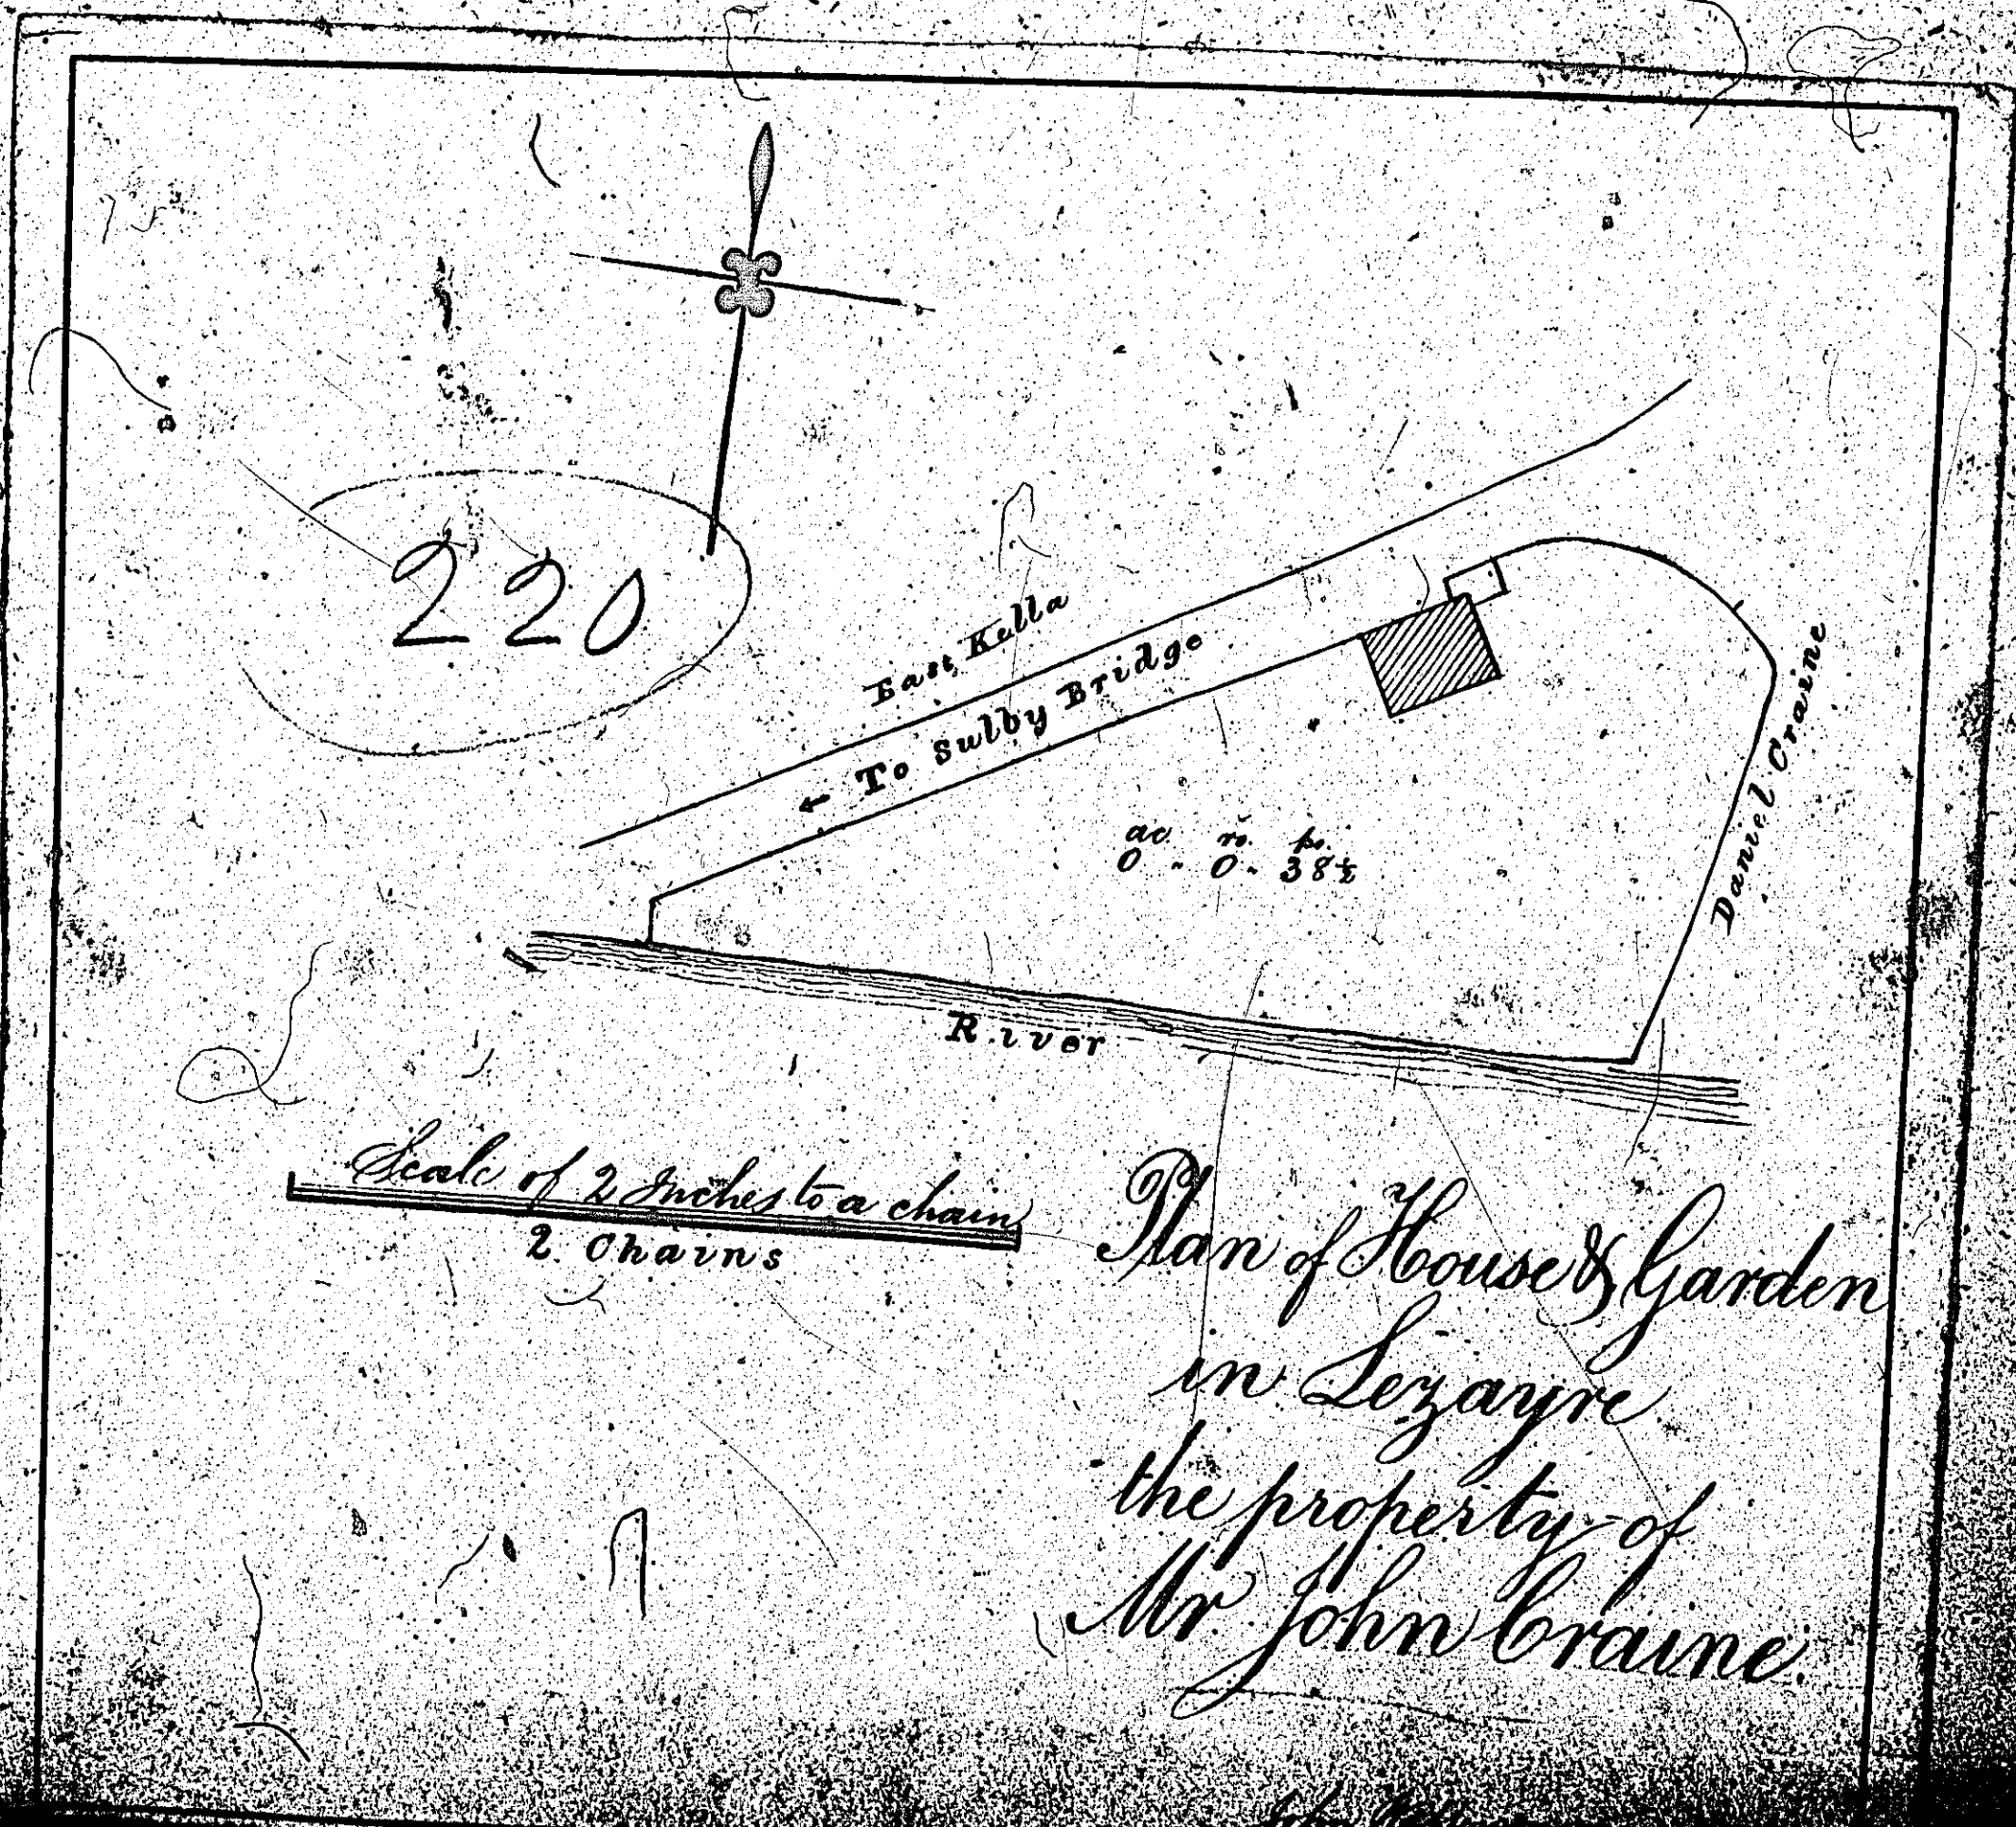 220
East Kella
← To Sulby Bridge
ac. ro. po.
0 " 0 " 38½
Daniel Craine
River
Scale of 2 Inches to a chain
2 Chains
Plan of House & Garden
in Lezayre
the property of
Mr. John Craine.